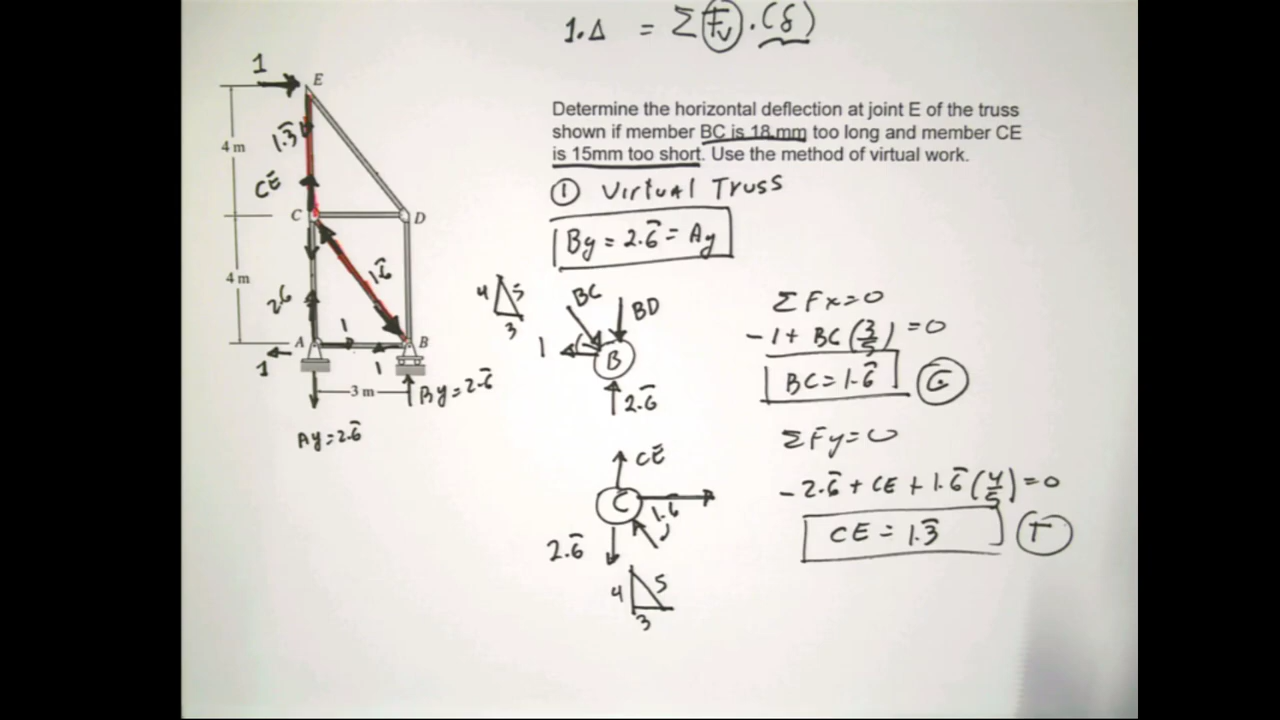 1.Δ = Σ(Fv).(δ)
Determine the horizontal deflection at joint E of the truss
shown if member BC is 18 mm too long and member CE
is 15mm too short. Use the method of virtual work.
① Virtual Truss
By = 2.6̅ = Ay
1
E
4 m
1.3̅
CE
C
D
4 m
26
1.6̅
1
A
B
1
1
3 m
By = 2.6̅
Ay = 2.6̅
4
5
3
BC
BD
1
B
2.6̅
CE
C
1.6
2.6̅
4
5
3
ΣFx=0
-1 + BC(3/5) = 0
BC = 1.6̅
C
ΣFy=0
-2.6̅ + CE + 1.6̅(4/5) = 0
CE = 1.3̅
T